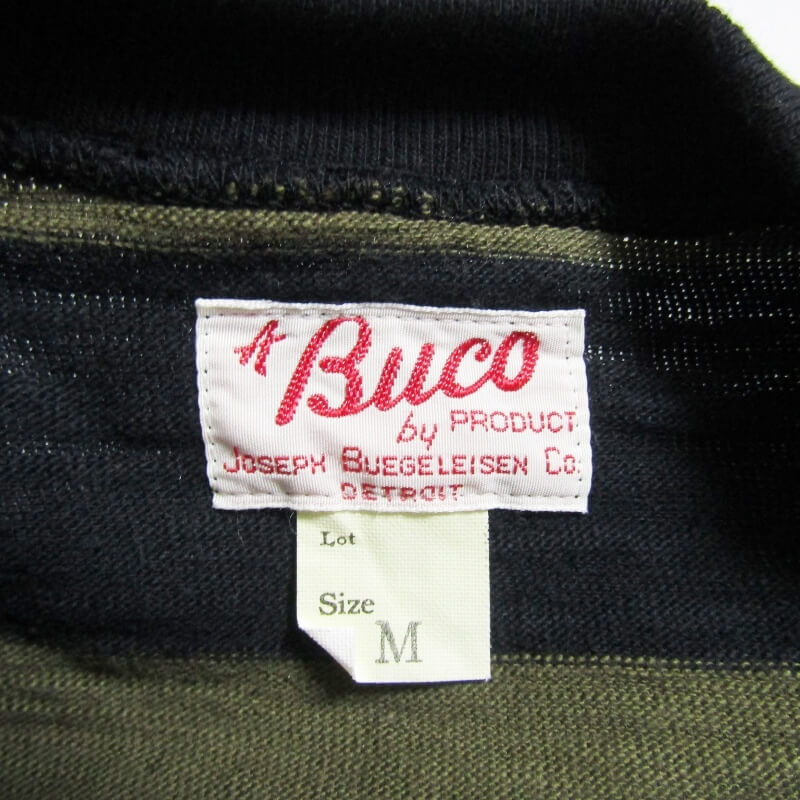 A Buco
by PRODUCT
JOSEPH BUEGELEISEN Co.
DETROIT
Lot
Size
M